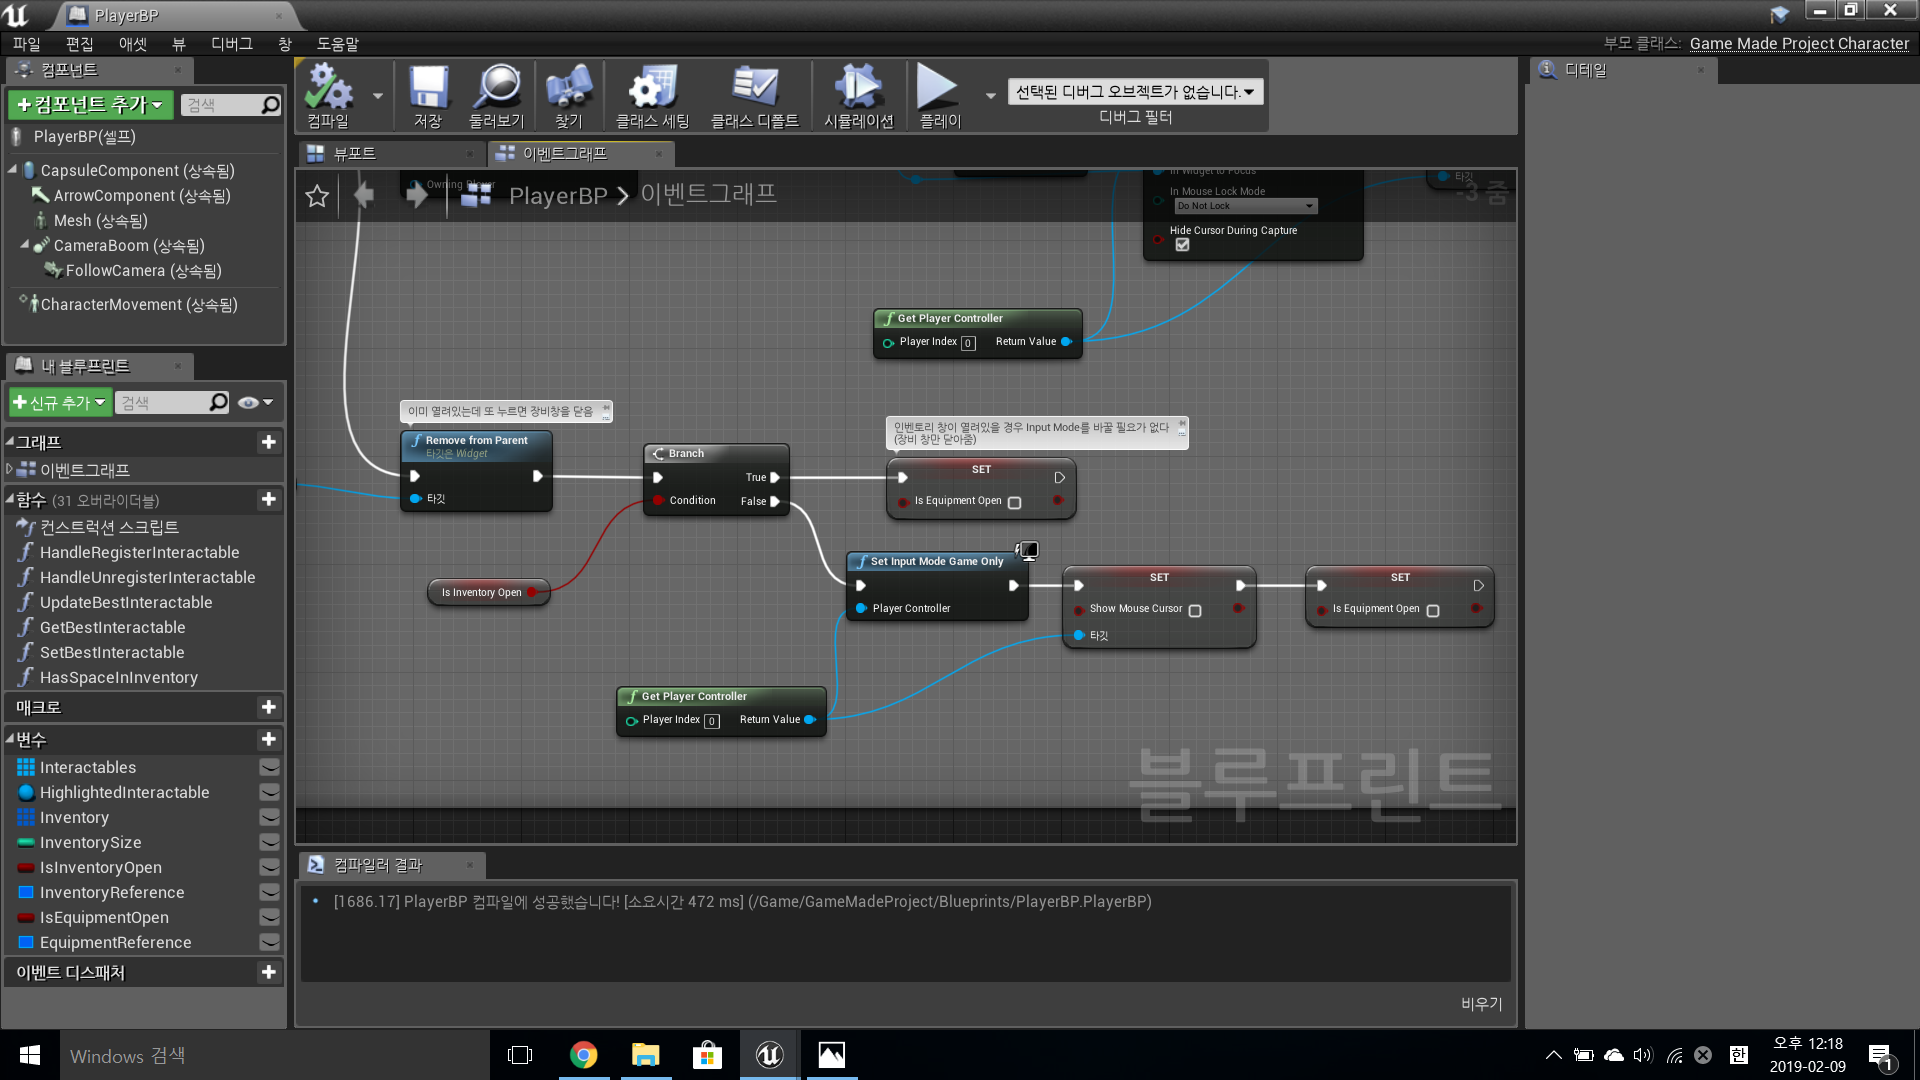 PlayerBP
파일 편집 애셋 뷰 디버그 창 도움말
부모 클래스: Game Made Project Character
컴포넌트
컴포넌트 추가
검색
PlayerBP(셀프)
CapsuleComponent (상속됨)
ArrowComponent (상속됨)
Mesh (상속됨)
CameraBoom (상속됨)
FollowCamera (상속됨)
CharacterMovement (상속됨)
내 블루프린트
신규 추가
검색
그래프
이벤트그래프
함수 (31 오버라이더블)
컨스트럭션 스크립트
HandleRegisterInteractable
HandleUnregisterInteractable
UpdateBestInteractable
GetBestInteractable
SetBestInteractable
HasSpaceInInventory
매크로
변수
Interactables
HighlightedInteractable
Inventory
InventorySize
IsInventoryOpen
InventoryReference
IsEquipmentOpen
EquipmentReference
이벤트 디스패처
컴파일
저장
둘러보기
찾기
클래스 세팅
클래스 디폴트
시뮬레이션
플레이
선택된 디버그 오브젝트가 없습니다.
디버그 필터
뷰포트
이벤트그래프
Owning Player
PlayerBP > 이벤트그래프
-3 줌
In Widget to Focus
In Mouse Lock Mode
Do Not Lock
Hide Cursor During Capture
타깃
Get Player Controller
Player Index 0 Return Value
이미 열려있는데 또 누르면 장비창을 닫음
Remove from Parent
타깃은 Widget
타깃
Branch
True
Condition False
인벤토리 창이 열려있을 경우 Input Mode를 바꿀 필요가 없다
(장비 창만 닫아줌)
SET
Is Equipment Open
Is Inventory Open
Set Input Mode Game Only
Player Controller
SET
Show Mouse Cursor
타깃
SET
Is Equipment Open
Get Player Controller
Player Index 0 Return Value
블루프린트
컴파일러 결과
[1686.17] PlayerBP 컴파일에 성공했습니다! [소요시간 472 ms] (/Game/GameMadeProject/Blueprints/PlayerBP.PlayerBP)
비우기
디테일
Windows 검색
한
오후 12:18
2019-02-09
1